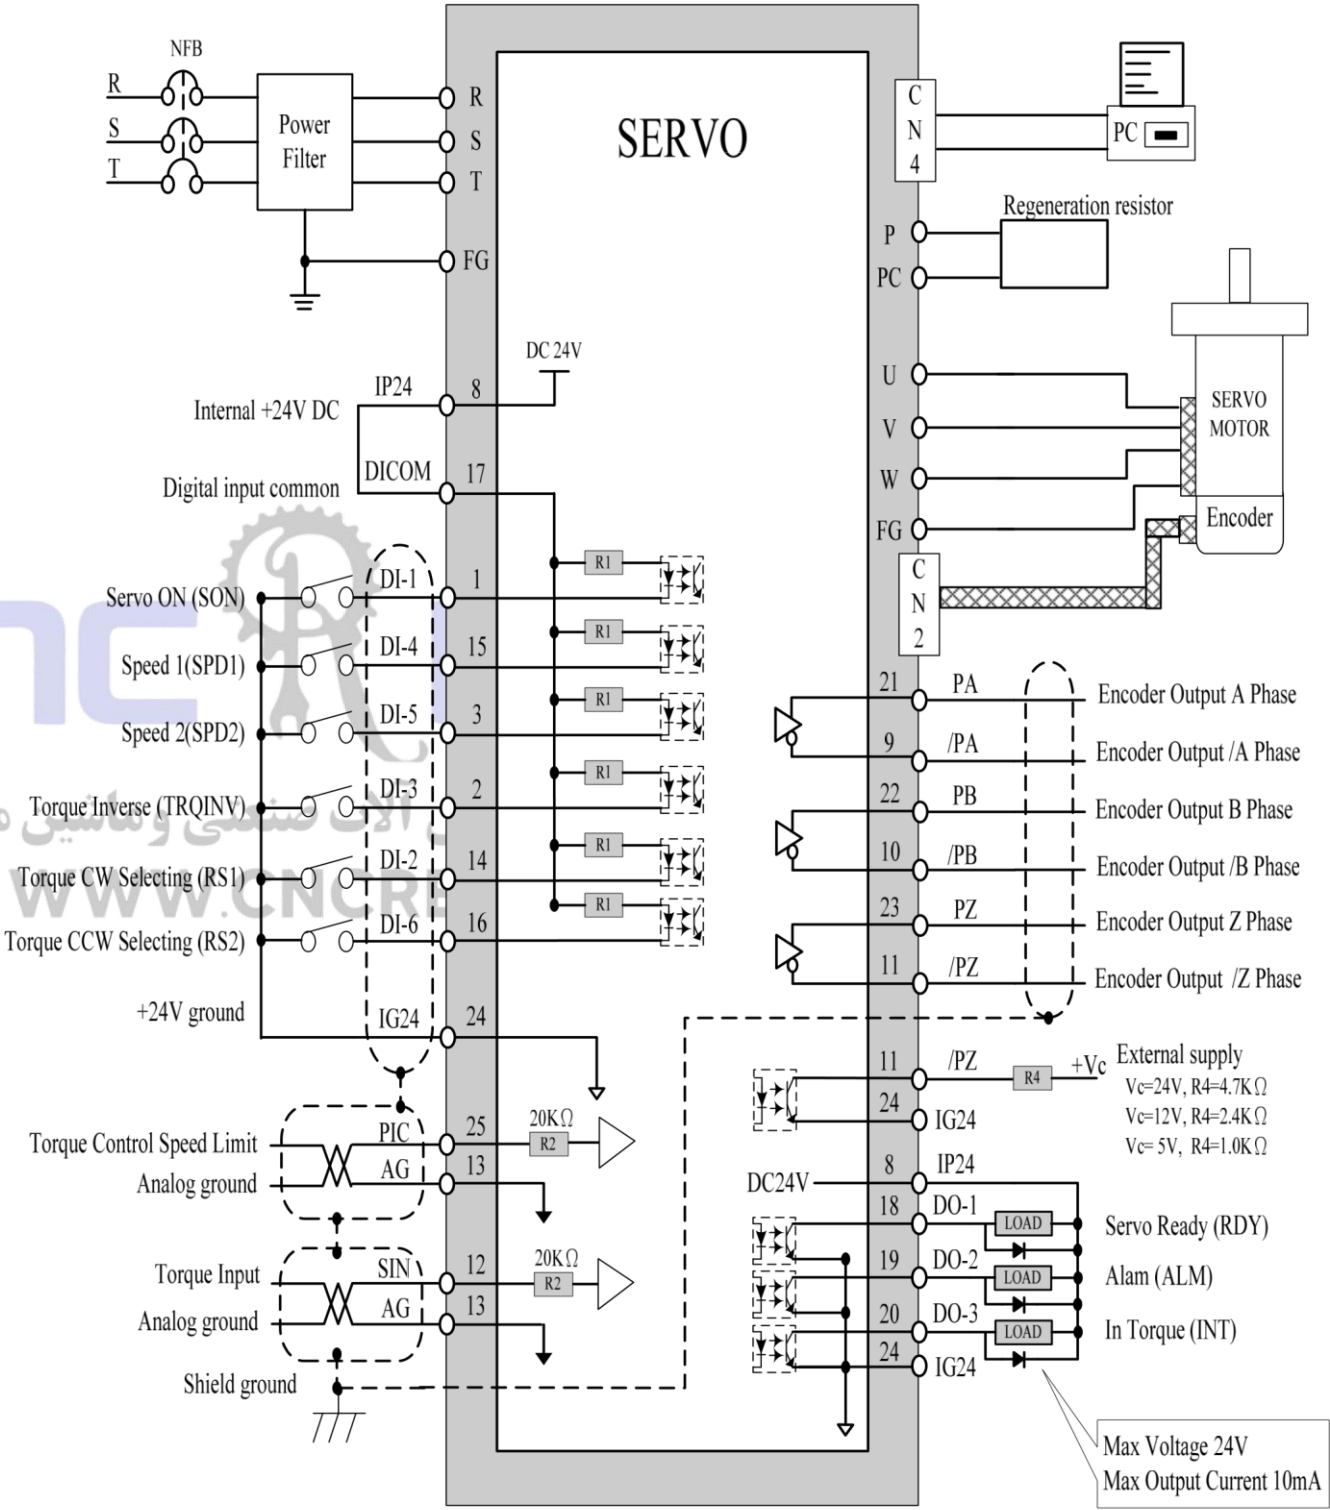 NFB
R
S
T
Power
Filter
R
S
T
FG
SERVO
C
N
4
PC
Regeneration resistor
P
PC
U
V
W
FG
SERVO
MOTOR
Encoder
C
N
2
DC 24V
Internal +24V DC
IP24
8
Digital input common
DICOM
17
Servo ON (SON)
DI-1
1
R1
Speed 1(SPD1)
DI-4
15
R1
Speed 2(SPD2)
DI-5
3
R1
Torque Inverse (TRQINV)
DI-3
2
R1
Torque CW Selecting (RS1)
DI-2
14
R1
Torque CCW Selecting (RS2)
DI-6
16
R1
+24V ground
IG24
24
Torque Control Speed Limit
PIC
25
20KΩ
R2
Analog ground
AG
13
Torque Input
SIN
12
20KΩ
R2
Analog ground
AG
13
Shield ground
21
PA
Encoder Output A Phase
9
/PA
Encoder Output /A Phase
22
PB
Encoder Output B Phase
10
/PB
Encoder Output /B Phase
23
PZ
Encoder Output Z Phase
11
/PZ
Encoder Output /Z Phase
11
/PZ
R4
+Vc
External supply
Vc=24V, R4=4.7KΩ
Vc=12V, R4=2.4KΩ
Vc= 5V, R4=1.0KΩ
24
IG24
DC24V
8
IP24
18
DO-1
LOAD
Servo Ready (RDY)
19
DO-2
LOAD
Alam (ALM)
20
DO-3
LOAD
In Torque (INT)
24
IG24
Max Voltage 24V
Max Output Current 10mA
آلات صنعتی و ماشین
WWW.CNCRE